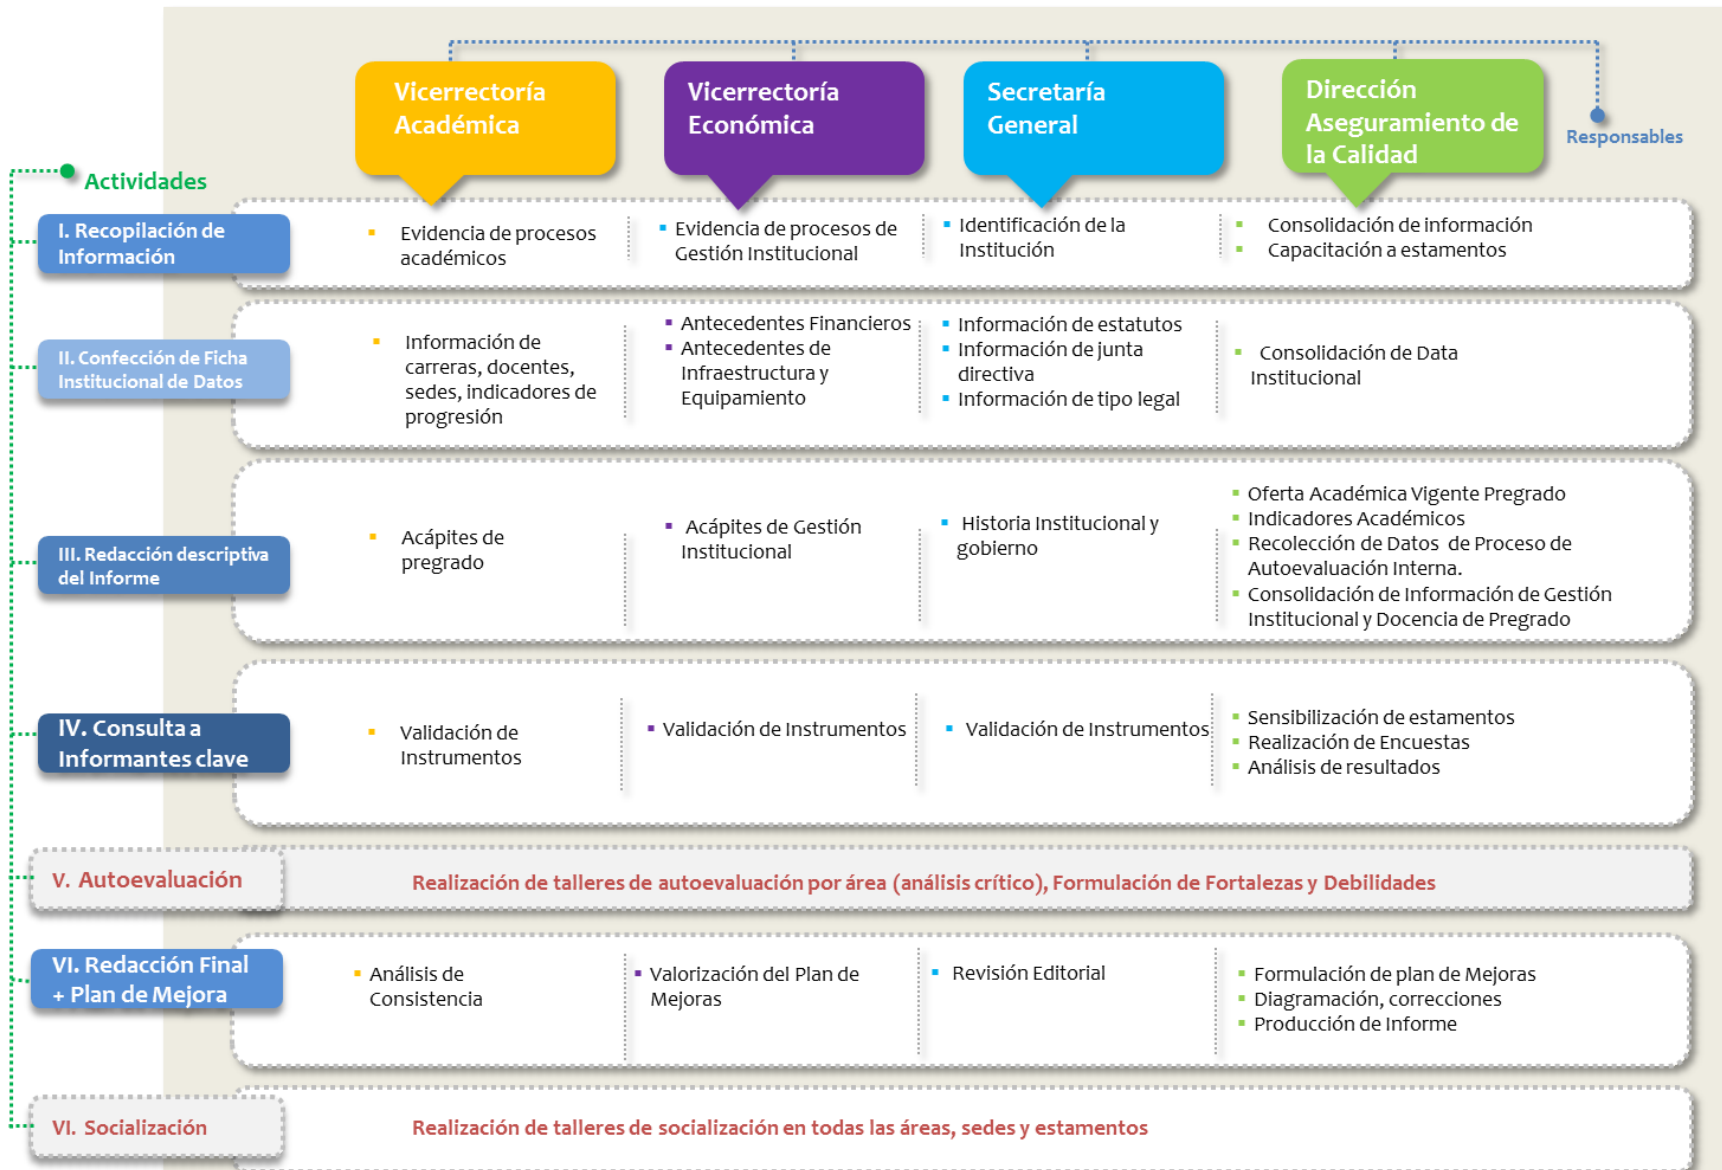 Vicerrectoría
Académica
Vicerrectoría
Económica
Secretaría
General
Dirección
Aseguramiento de
la Calidad
Responsables
Actividades
I. Recopilación de
Información
Evidencia de procesos
académicos
Evidencia de procesos de
Gestión Institucional
Identificación de la
Institución
Consolidación de información
Capacitación a estamentos
II. Confección de Ficha
Institucional de Datos
Información de
carreras, docentes,
sedes, indicadores de
progresión
Antecedentes Financieros
Antecedentes de
Infraestructura y
Equipamiento
Información de estatutos
Información de junta
directiva
Información de tipo legal
Consolidación de Data
Institucional
III. Redacción descriptiva
del Informe
Acápites de
pregrado
Acápites de Gestión
Institucional
Historia Institucional y
gobierno
Oferta Académica Vigente Pregrado
Indicadores Académicos
Recolección de Datos de Proceso de
Autoevaluación Interna.
Consolidación de Información de Gestión
Institucional y Docencia de Pregrado
IV. Consulta a
Informantes clave
Validación de
Instrumentos
Validación de Instrumentos
Validación de Instrumentos
Sensibilización de estamentos
Realización de Encuestas
Análisis de resultados
V. Autoevaluación
Realización de talleres de autoevaluación por área (análisis crítico), Formulación de Fortalezas y Debilidades
VI. Redacción Final
+ Plan de Mejora
Análisis de
Consistencia
Valorización del Plan de
Mejoras
Revisión Editorial
Formulación de plan de Mejoras
Diagramación, correcciones
Producción de Informe
VI. Socialización
Realización de talleres de socialización en todas las áreas, sedes y estamentos